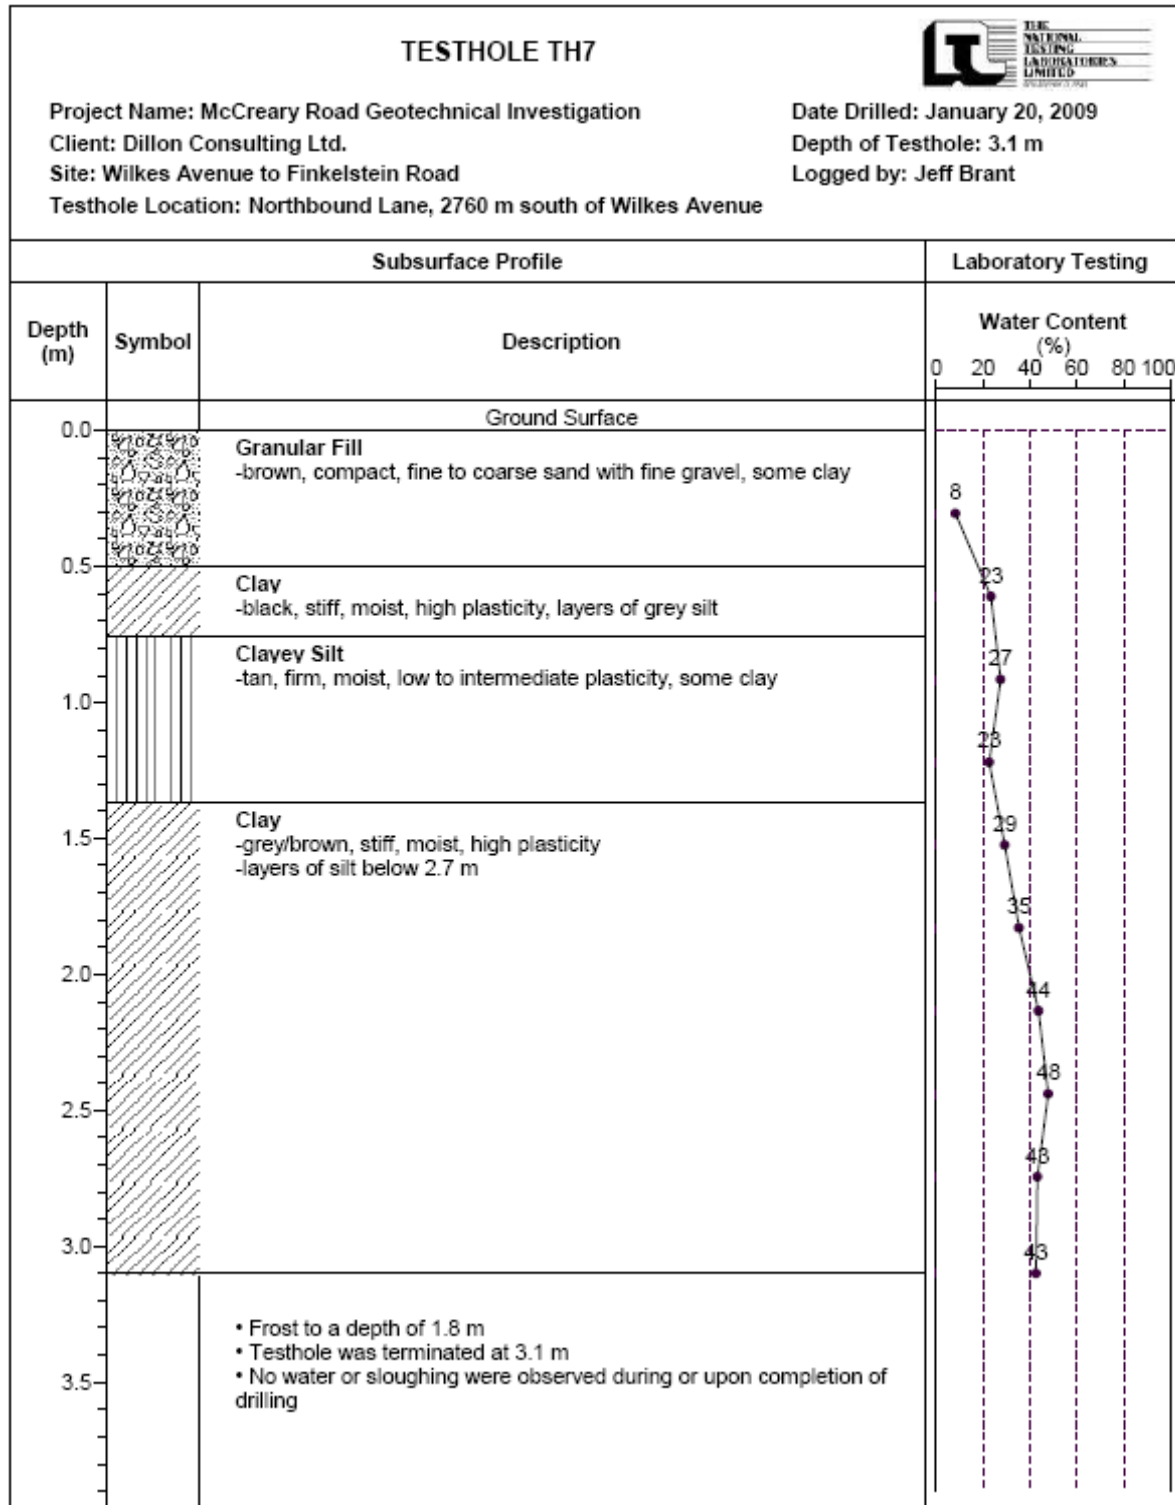 TESTHOLE TH7
THE
NATIONAL
TESTING
LABORATORIES
LIMITED
Project Name: McCreary Road Geotechnical Investigation
Date Drilled: January 20, 2009
Client: Dillon Consulting Ltd.
Depth of Testhole: 3.1 m
Site: Wilkes Avenue to Finkelstein Road
Logged by: Jeff Brant
Testhole Location: Northbound Lane, 2760 m south of Wilkes Avenue
Subsurface Profile
Laboratory Testing
Depth
(m)
Symbol
Description
Water Content
(%)
0 20 40 60 80 100
Ground Surface
0.0
Granular Fill
-brown, compact, fine to coarse sand with fine gravel, some clay
8
0.5
Clay
-black, stiff, moist, high plasticity, layers of grey silt
23
Clayey Silt
-tan, firm, moist, low to intermediate plasticity, some clay
27
1.0
23
Clay
-grey/brown, stiff, moist, high plasticity
-layers of silt below 2.7 m
1.5
29
35
2.0
44
48
2.5
43
3.0
43
• Frost to a depth of 1.8 m
• Testhole was terminated at 3.1 m
• No water or sloughing were observed during or upon completion of
drilling
3.5